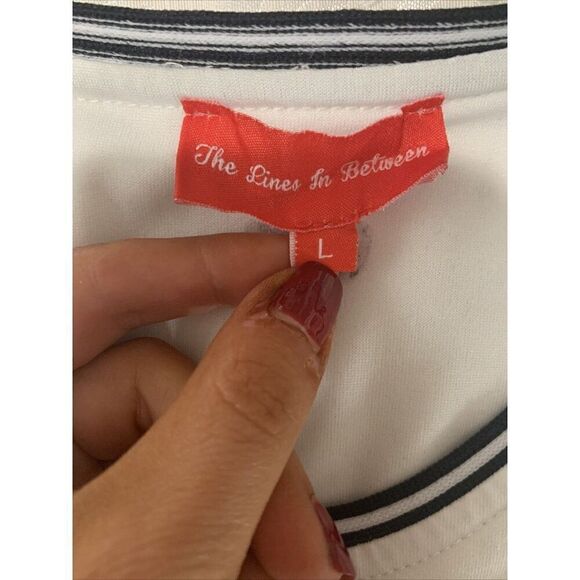 The Lines In Between
L